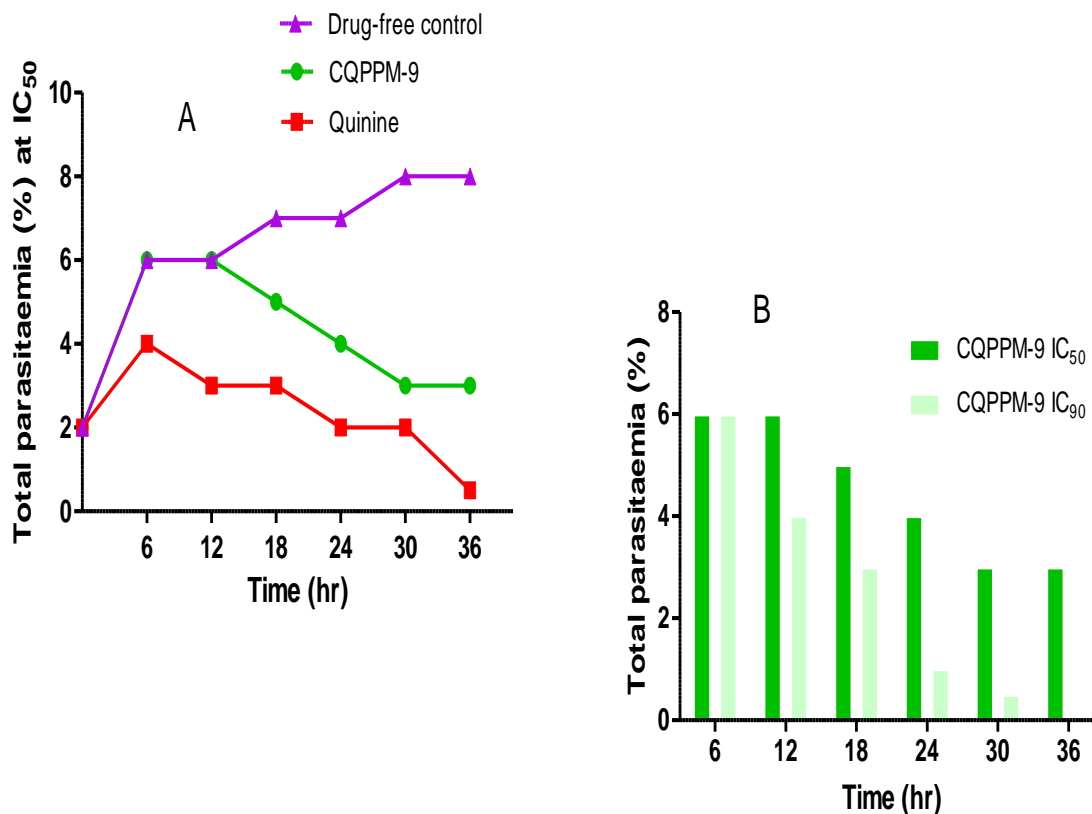 Drug-free control
CQPPM-9
Quinine
A
Total parasitaemia (%) at IC₅₀
10
8
6
4
2
0
6 12 18 24 30 36
Time (hr)
B
CQPPM-9 IC₅₀
CQPPM-9 IC₉₀
Total parasitaemia (%)
8
6
4
2
0
6 12 18 24 30 36
Time (hr)